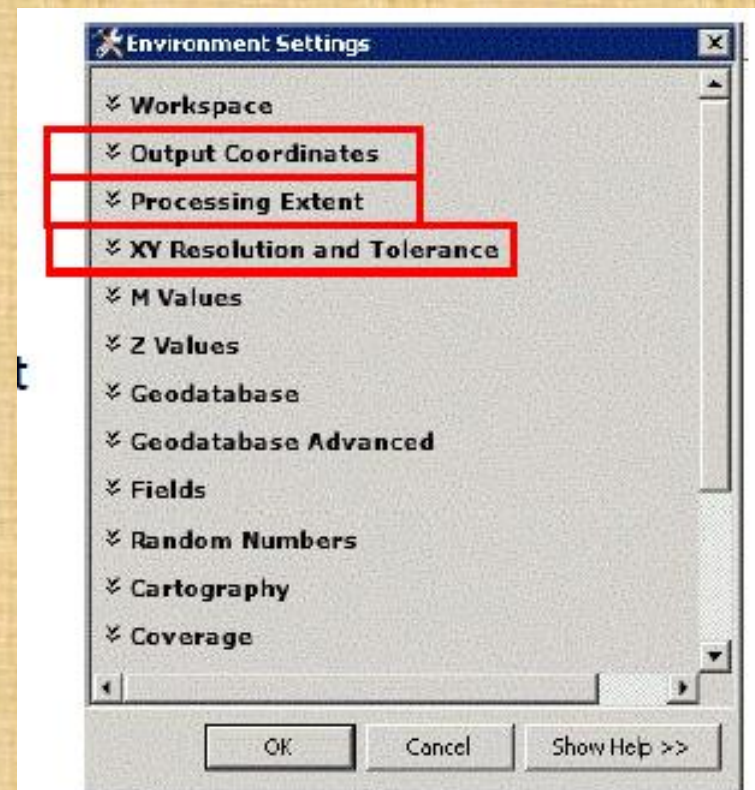 Environment Settings
Workspace
Output Coordinates
Processing Extent
XY Resolution and Tolerance
M Values
Z Values
t
Geodatabase
Geodatabase Advanced
Fields
Random Numbers
Cartography
Coverage
OK Cancel Show Help >>